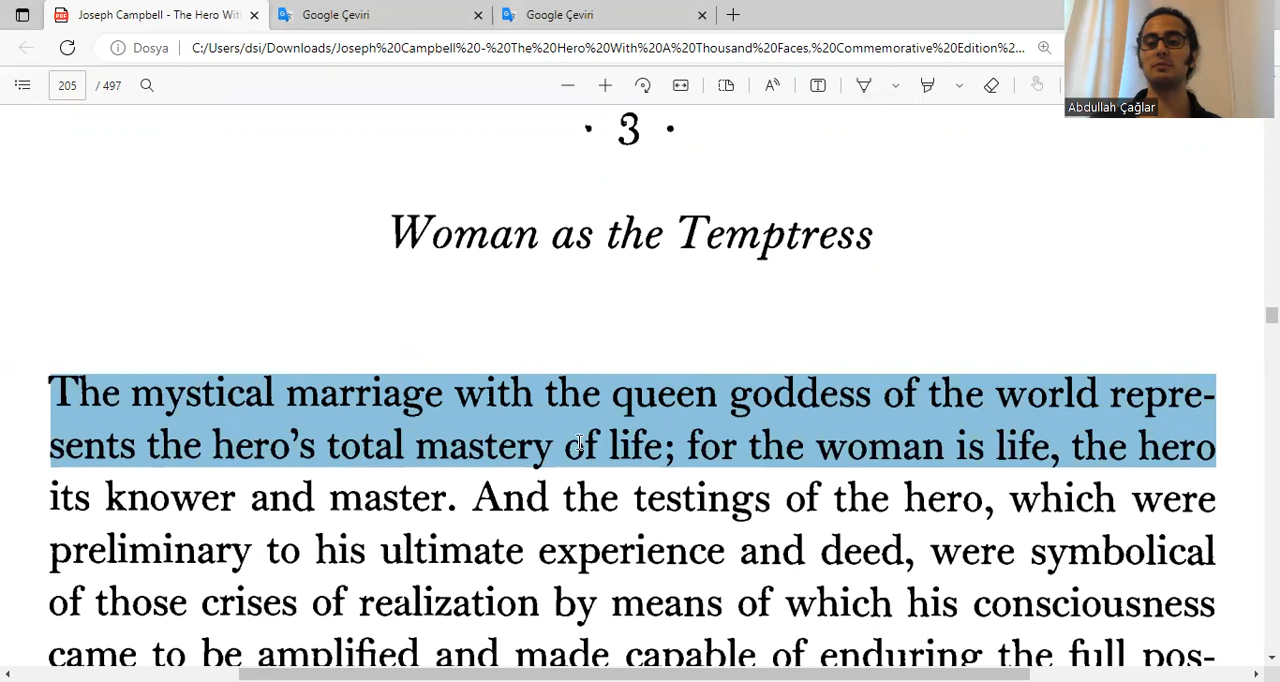 Joseph Campbell - The Hero Wit
Google Çeviri
Google Çeviri
Dosya
C:/Users/dsi/Downloads/Joseph%20Campbell%20-%20The%20Hero%20With%20A%20Thousand%20Faces,%20Commemorative%20Edition%20...
205 / 497
Abdullah Çağlar
· 3 ·
Woman as the Temptress
The mystical marriage with the queen goddess of the world repre-
sents the hero's total mastery of life; for the woman is life, the hero
its knower and master. And the testings of the hero, which were
preliminary to his ultimate experience and deed, were symbolical
of those crises of realization by means of which his consciousness
came to be amplified and made capable of enduring the full pos-